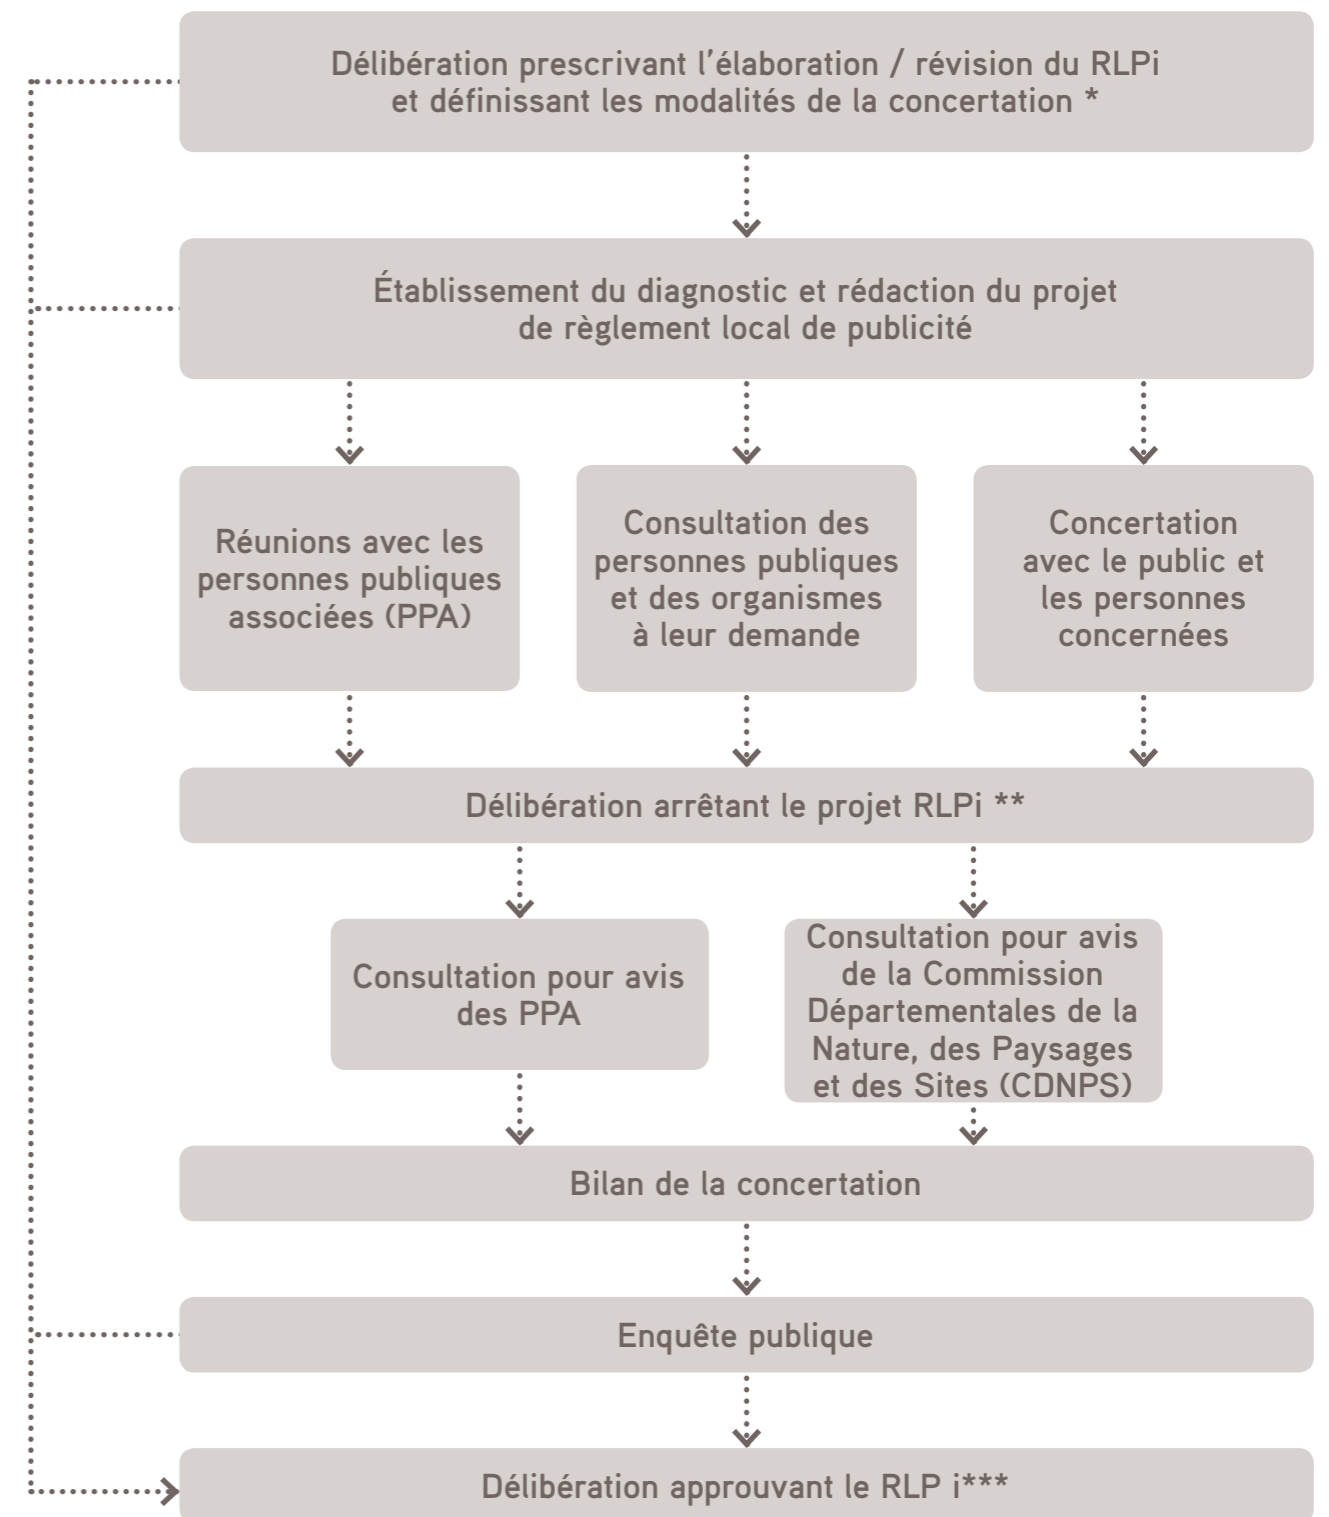 Délibération prescrivant l'élaboration / révision du RLPi
et définissant les modalités de la concertation *
Établissement du diagnostic et rédaction du projet
de règlement local de publicité
Réunions avec les
personnes publiques
associées (PPA)
Consultation des
personnes publiques
et des organismes
à leur demande
Concertation
avec le public et
les personnes
concernées
Délibération arrêtant le projet RLPi **
Consultation pour avis
des PPA
Consultation pour avis
de la Commission
Départementales de la
Nature, des Paysages
et des Sites (CDNPS)
Bilan de la concertation
Enquête publique
Délibération approuvant le RLP i***